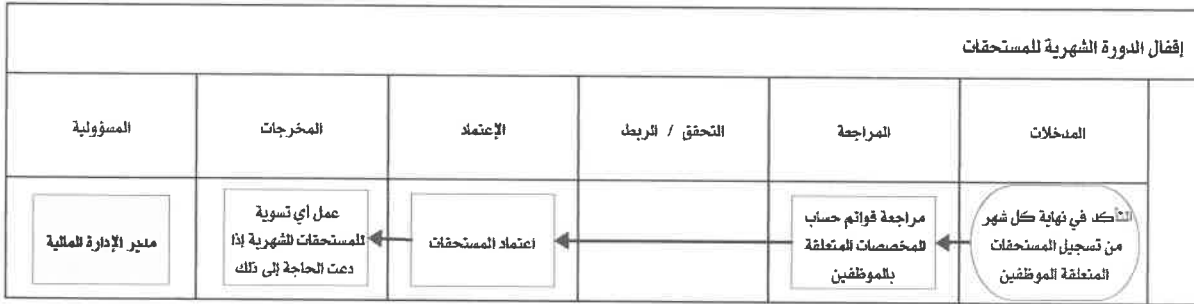 إقفال الدورة الشهرية للمستحقات
المدخلات
المراجعة
التحقق / الربط
الإعتماد
المخرجات
المسؤولية
التأكد في نهاية كل شهر
من تسجيل المستحقات
المتعلقة الموظفين
مراجعة قوائم حساب
المخصصات المتعلقة
بالموظفين
اعتماد المستحقات
عمل أي تسوية
للمستحقات الشهرية إذا
دعت الحاجة إلى ذلك
مدير الإدارة المالية